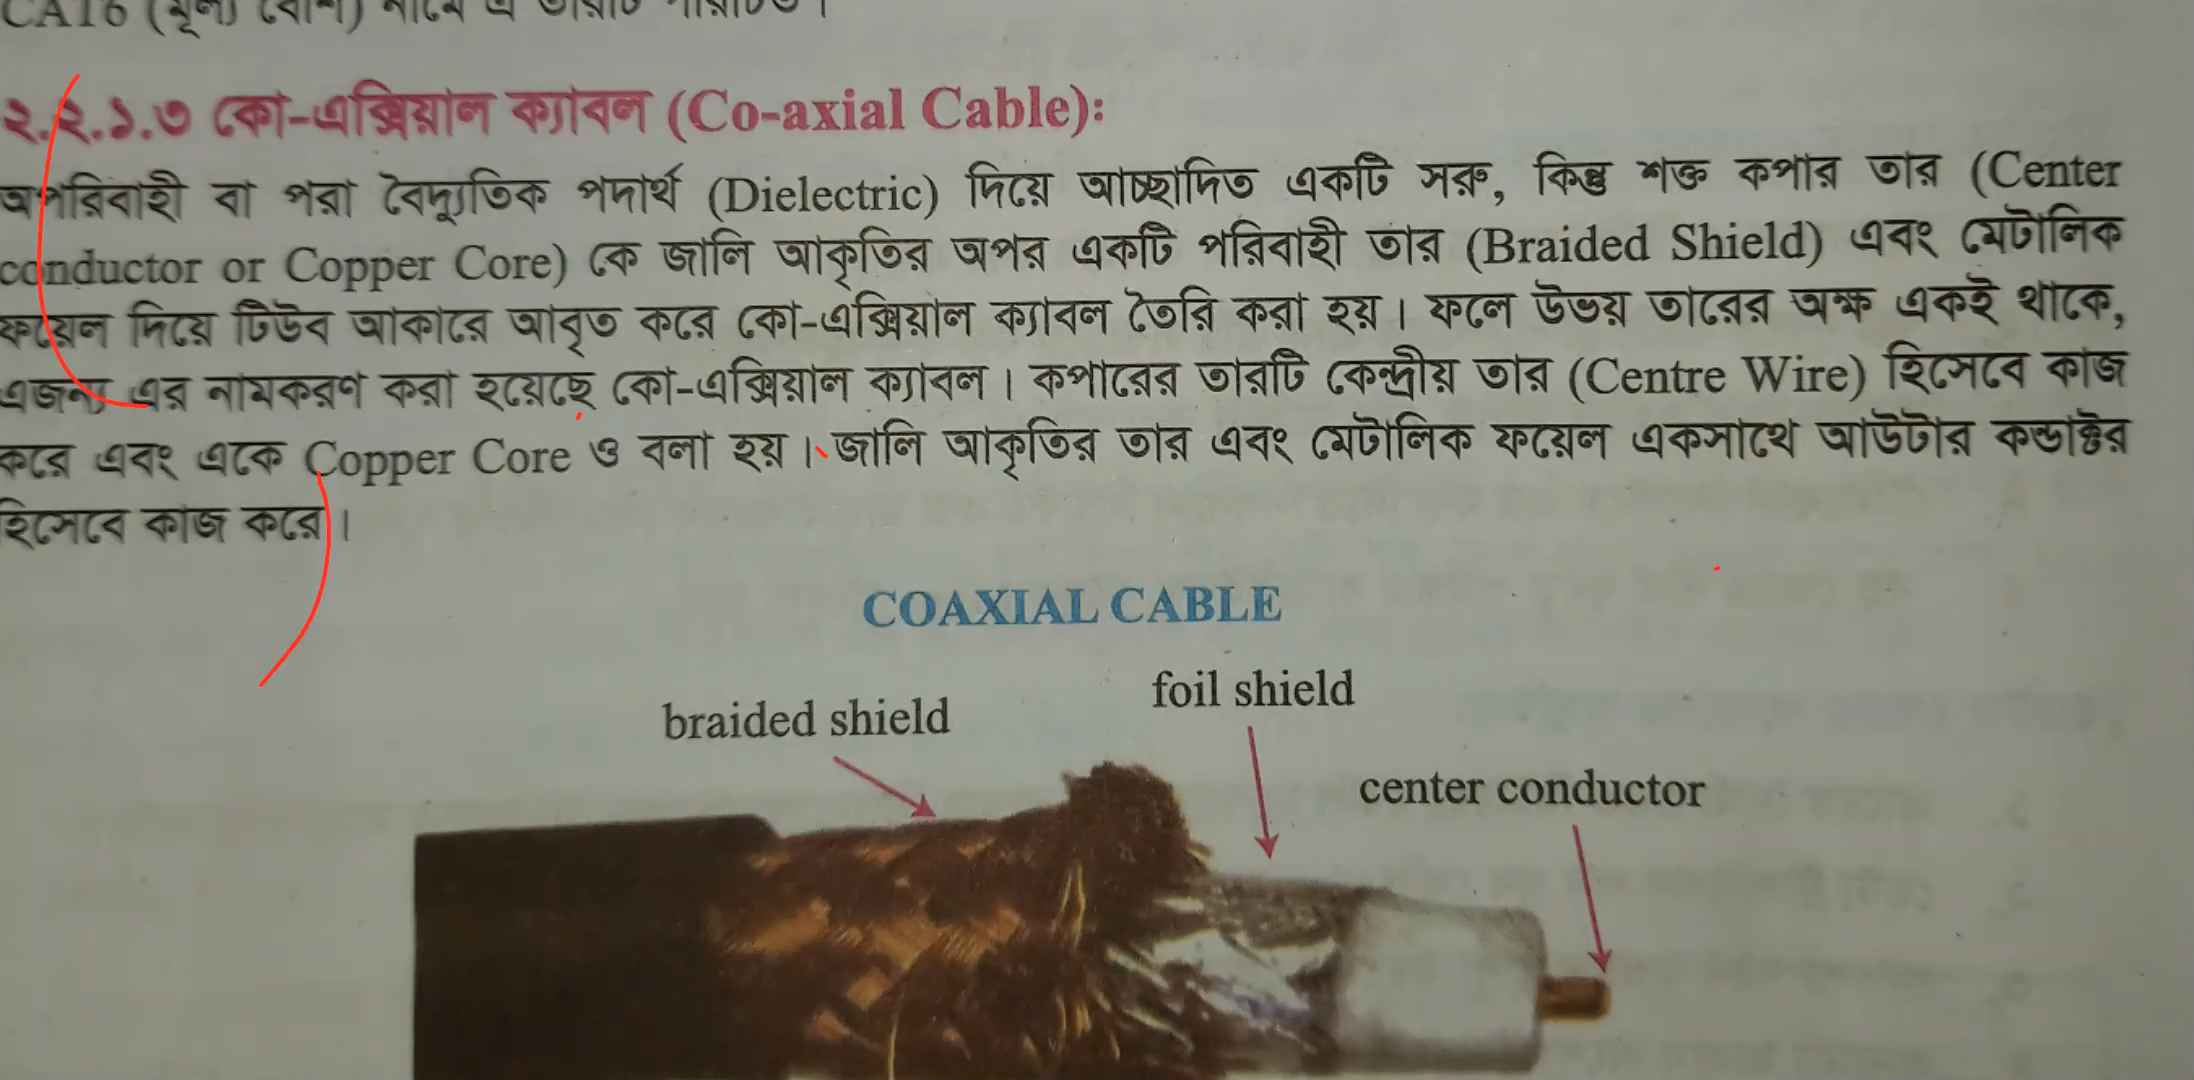 ২.২.১.৩ কো-এক্সিয়াল ক্যাবল (Co-axial Cable):
অপরিবাহী বা পরা বৈদ্যুতিক পদার্থ (Dielectric) দিয়ে আচ্ছাদিত একটি সরু, কিন্তু শক্ত কপার তার (Center
conductor or Copper Core) কে জালি আকৃতির অপর একটি পরিবাহী তার (Braided Shield) এবং মেটালিক
ফয়েল দিয়ে টিউব আকারে আবৃত করে কো-এক্সিয়াল ক্যাবল তৈরি করা হয়। ফলে উভয় তারের অক্ষ একই থাকে,
এজন্য এর নামকরণ করা হয়েছে কো-এক্সিয়াল ক্যাবল। কপারের তারটি কেন্দ্রীয় তার (Centre Wire) হিসেবে কাজ
করে এবং একে Copper Core ও বলা হয়। জালি আকৃতির তার এবং মেটালিক ফয়েল একসাথে আউটার কন্ডাক্টর
হিসেবে কাজ করে।
COAXIAL CABLE
foil shield
braided shield
center conductor